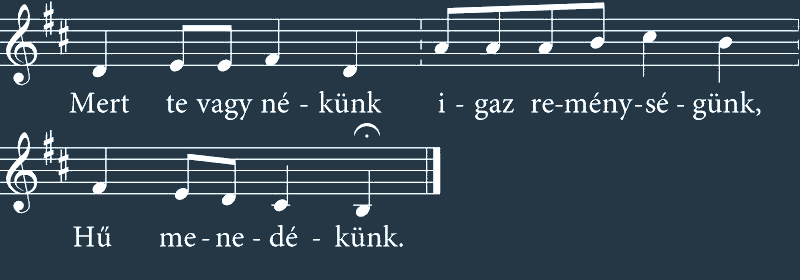 Mert te vagy né - künk i - gaz re-mény-sé - günk,
Hű me - ne - dé - künk.